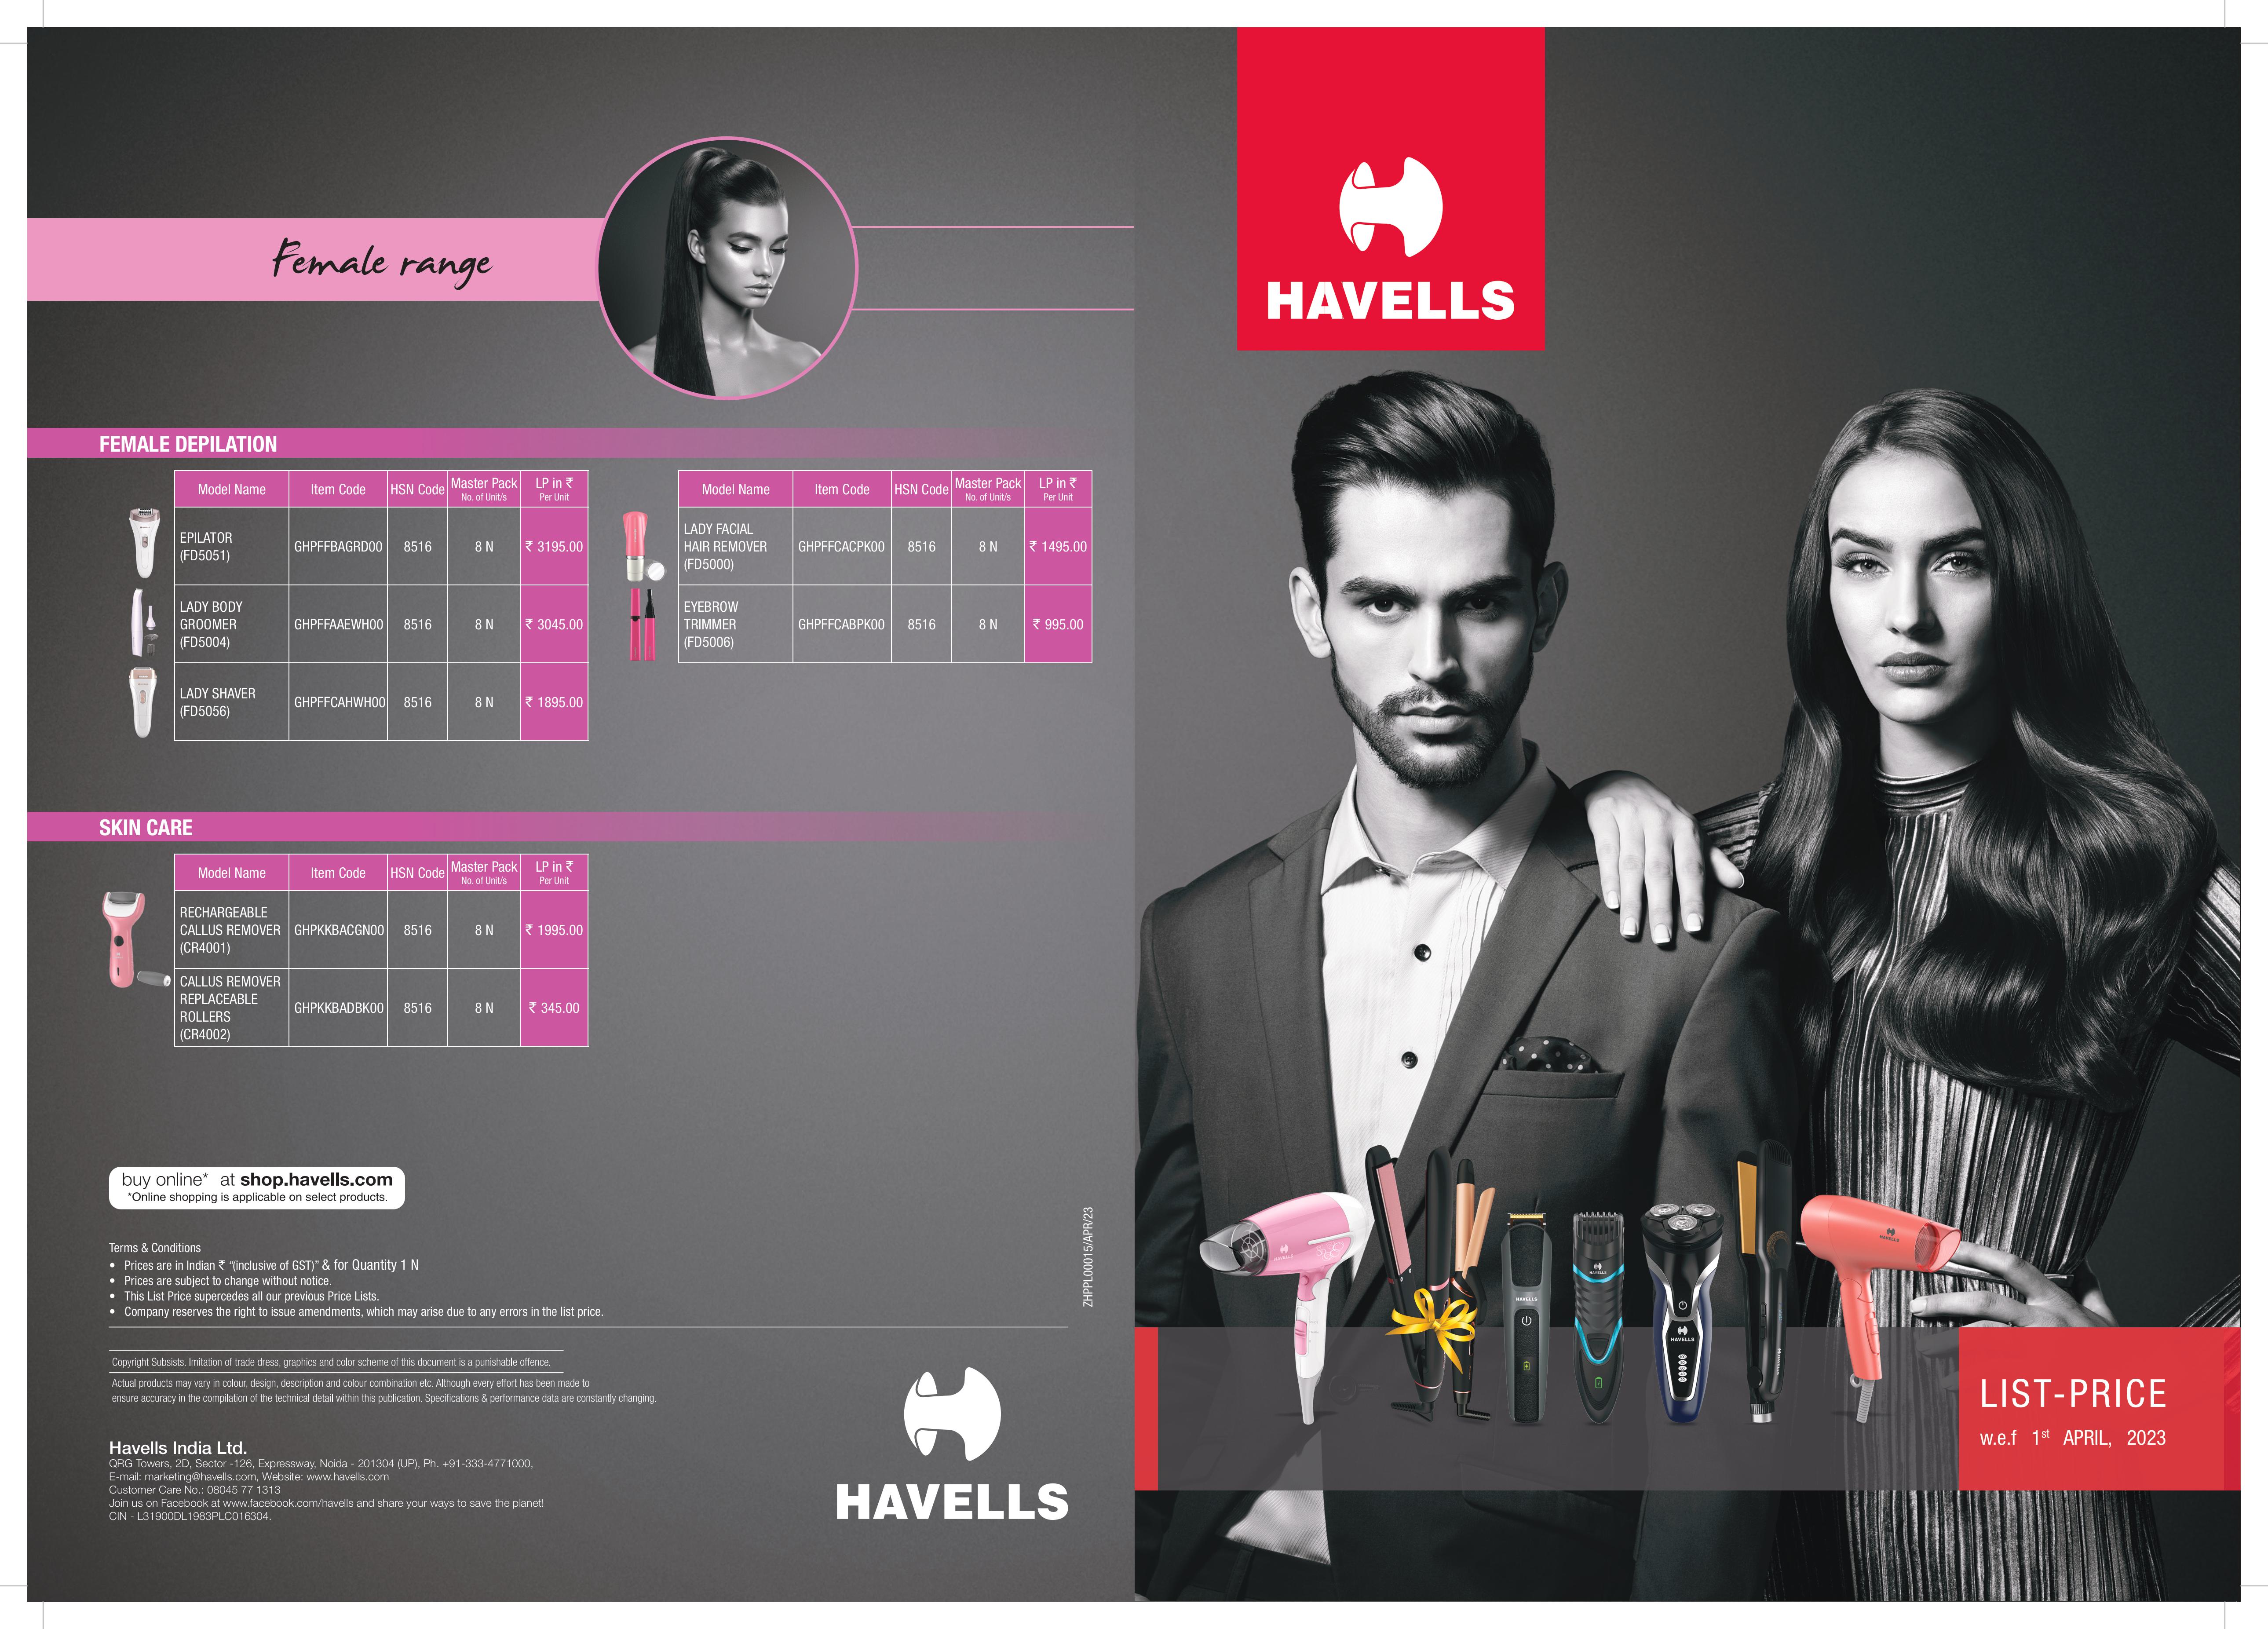 Female range
FEMALE DEPILATION
Model Name Item Code HSN Code Master Pack No. of Unit/s LP in ₹ Per Unit
EPILATOR
(FD5051) GHPFFBAGRD00 8516 8 N ₹ 3195.00
LADY BODY
GROOMER
(FD5004) GHPFFAAEWH00 8516 8 N ₹ 3045.00
LADY SHAVER
(FD5056) GHPFFCAHWH00 8516 8 N ₹ 1895.00
Model Name Item Code HSN Code Master Pack No. of Unit/s LP in ₹ Per Unit
LADY FACIAL
HAIR REMOVER
(FD5000) GHPFFCACPK00 8516 8 N ₹ 1495.00
EYEBROW
TRIMMER
(FD5006) GHPFFCABPK00 8516 8 N ₹ 995.00
SKIN CARE
Model Name Item Code HSN Code Master Pack No. of Unit/s LP in ₹ Per Unit
RECHARGEABLE
CALLUS REMOVER
(CR4001) GHPKKBACGN00 8516 8 N ₹ 1995.00
CALLUS REMOVER
REPLACEABLE
ROLLERS
(CR4002) GHPKKBADBK00 8516 8 N ₹ 345.00
buy online* at shop.havells.com
*Online shopping is applicable on select products.
Terms & Conditions
• Prices are in Indian ₹ “(inclusive of GST)” & for Quantity 1 N
• Prices are subject to change without notice.
• This List Price supercedes all our previous Price Lists.
• Company reserves the right to issue amendments, which may arise due to any errors in the list price.
ZHPPL00015/APR/23
Copyright Subsists. Imitation of trade dress, graphics and color scheme of this document is a punishable offence.
Actual products may vary in colour, design, description and colour combination etc. Although every effort has been made to
ensure accuracy in the compilation of the technical detail within this publication. Specifications & performance data are constantly changing.
Havells India Ltd.
QRG Towers, 2D, Sector -126, Expressway, Noida - 201304 (UP), Ph. +91-333-4771000,
E-mail: marketing@havells.com, Website: www.havells.com
Customer Care No.: 08045 77 1313
Join us on Facebook at www.facebook.com/havells and share your ways to save the planet!
CIN - L31900DL1983PLC016304.
HAVELLS
HAVELLS
HAVELLS
HAVELLS
HAVELLS
HAVELLS
HAVELLS
LIST-PRICE
w.e.f 1st APRIL, 2023